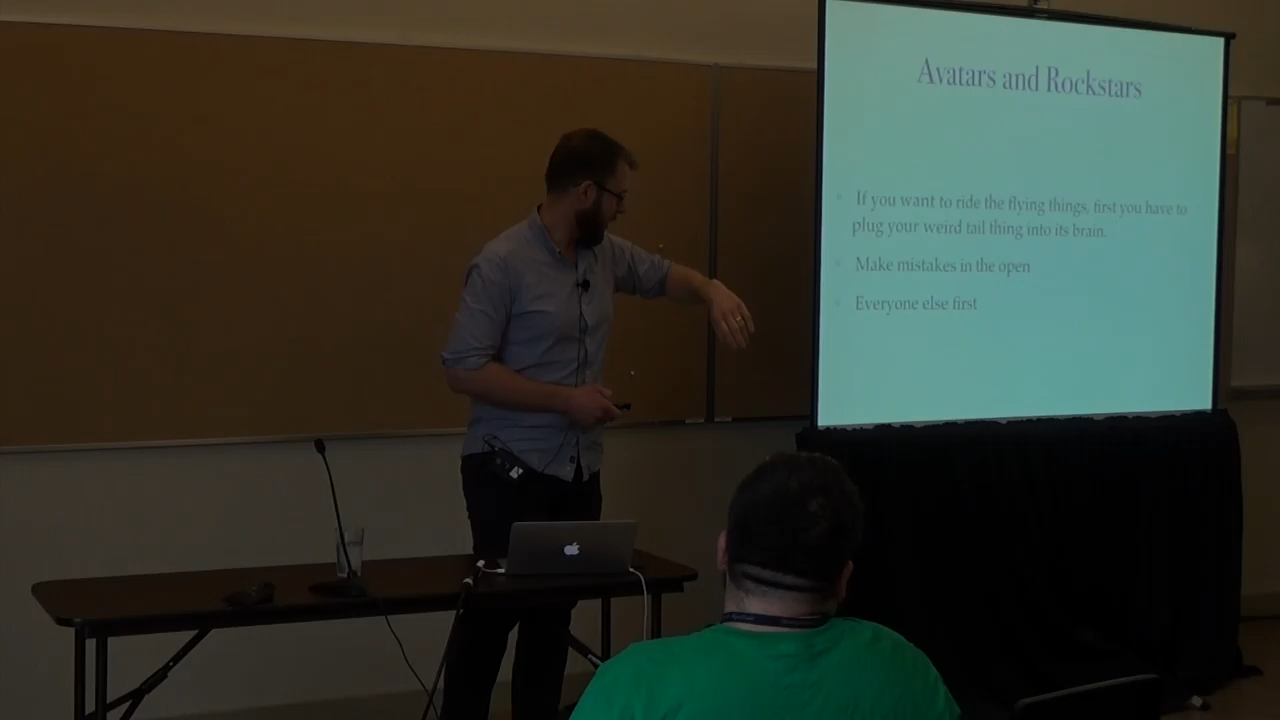 Avatars and Rockstars
If you want to ride the flying things, first you have to
plug your weird tail thing into its brain.
Make mistakes in the open
Everyone else first